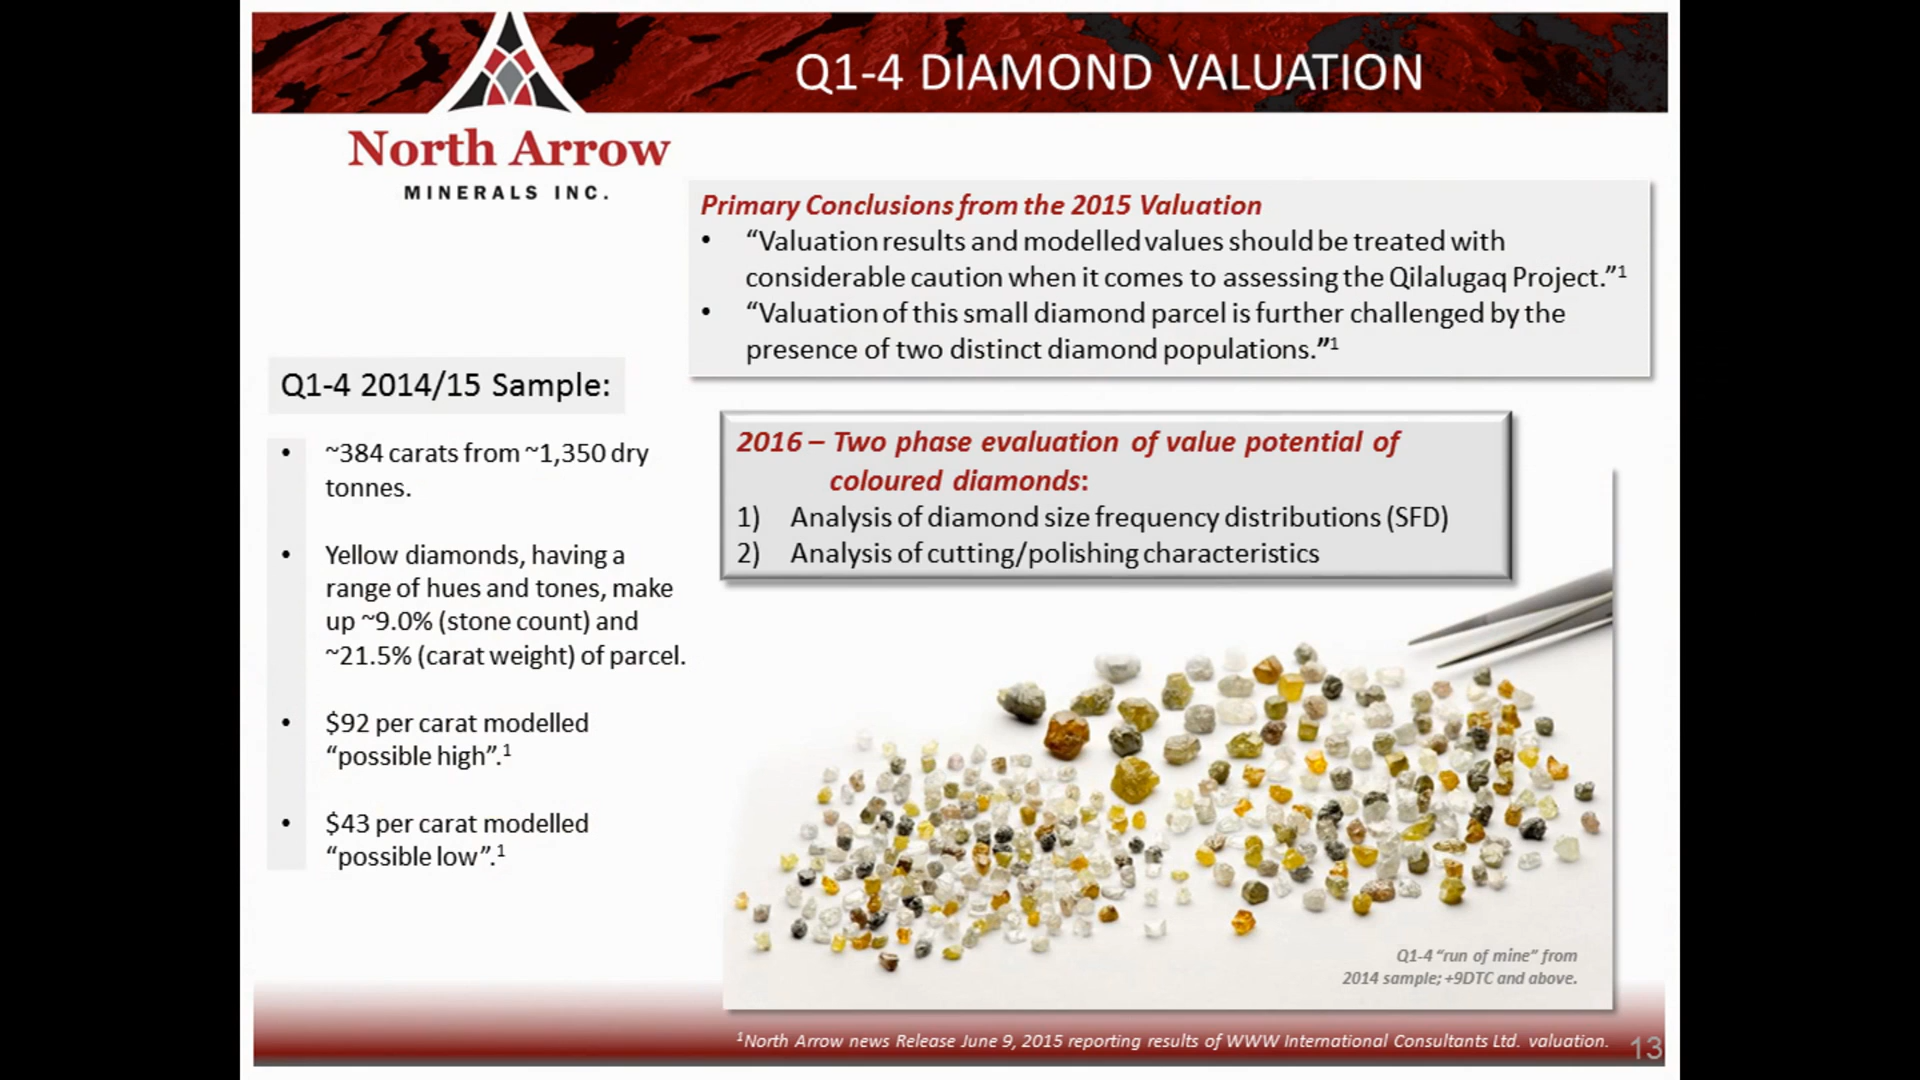 Q1-4 DIAMOND VALUATION
North Arrow
MINERALS INC.
Primary Conclusions from the 2015 Valuation
• “Valuation results and modelled values should be treated with
considerable caution when it comes to assessing the Qilalugaq Project.”1
• “Valuation of this small diamond parcel is further challenged by the
presence of two distinct diamond populations.”1
Q1-4 2014/15 Sample:
• ~384 carats from ~1,350 dry
tonnes.
• Yellow diamonds, having a
range of hues and tones, make
up ~9.0% (stone count) and
~21.5% (carat weight) of parcel.
• $92 per carat modelled
“possible high”.1
• $43 per carat modelled
“possible low”.1
2016 – Two phase evaluation of value potential of
coloured diamonds:
1) Analysis of diamond size frequency distributions (SFD)
2) Analysis of cutting/polishing characteristics
Q1-4 “run of mine” from
2014 sample; +9DTC and above.
1North Arrow news Release June 9, 2015 reporting results of WWW International Consultants Ltd. valuation.
13